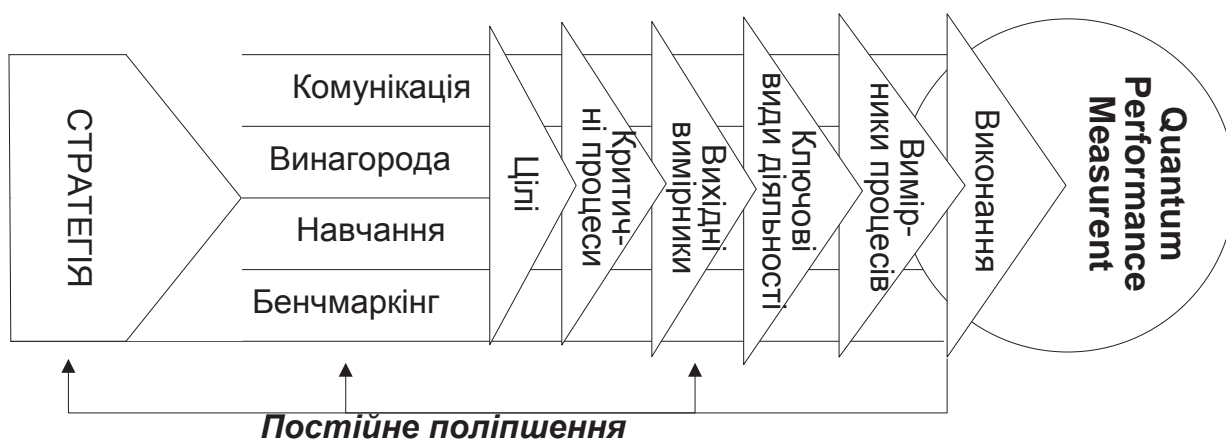 СТРАТЕГІЯ
Комунікація
Винагорода
Навчання
Бенчмаркінг
Цілі
Критич-
ні процеси
Вихідні
вимірники
Ключові
види діяльності
Вимір-
ники процесів
Виконання
Quantum
Performance
Measurent
Постійне поліпшення